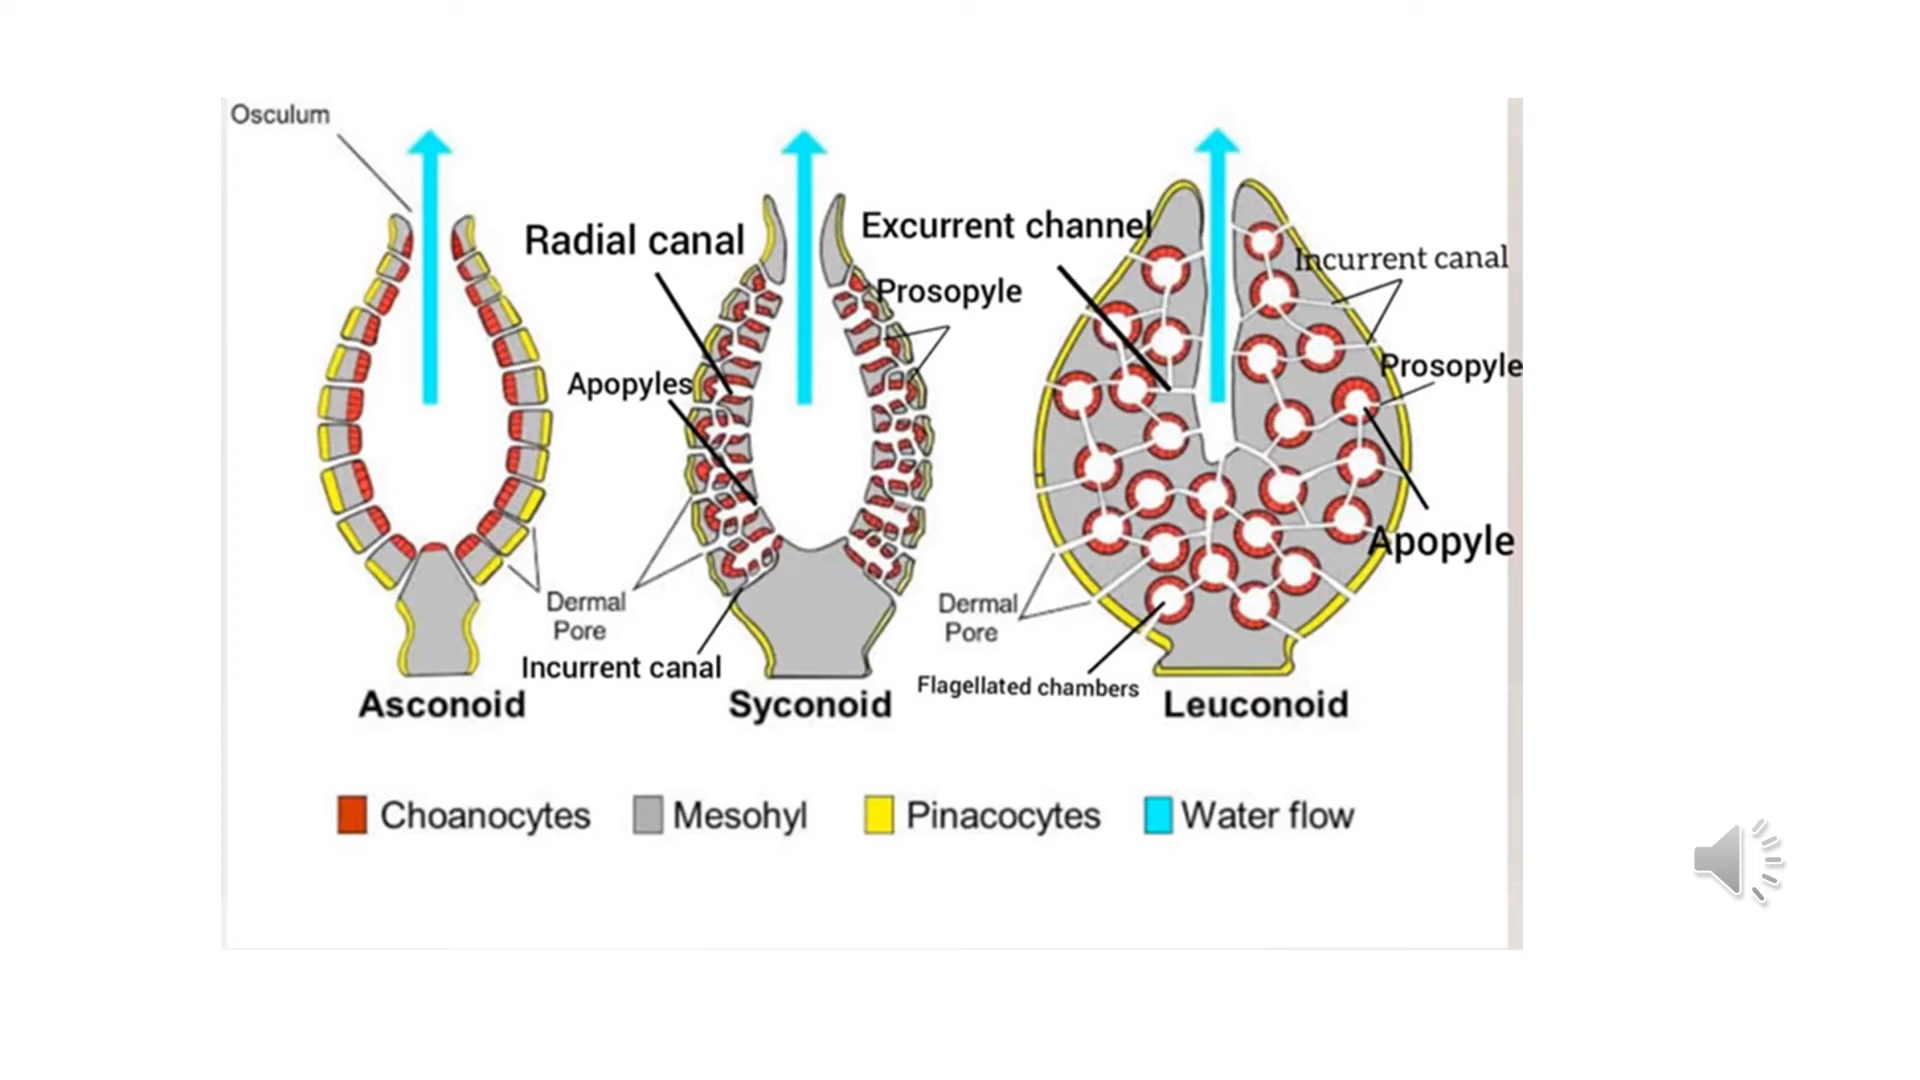 Osculum
Radial canal
Excurrent channel
Incurrent canal
Prosopyle
Prosopyle
Apopyles
Apopyle
Dermal
Pore
Dermal
Pore
Incurrent canal
Flagellated chambers
Asconoid
Syconoid
Leuconoid
Choanocytes
Mesohyl
Pinacocytes
Water flow